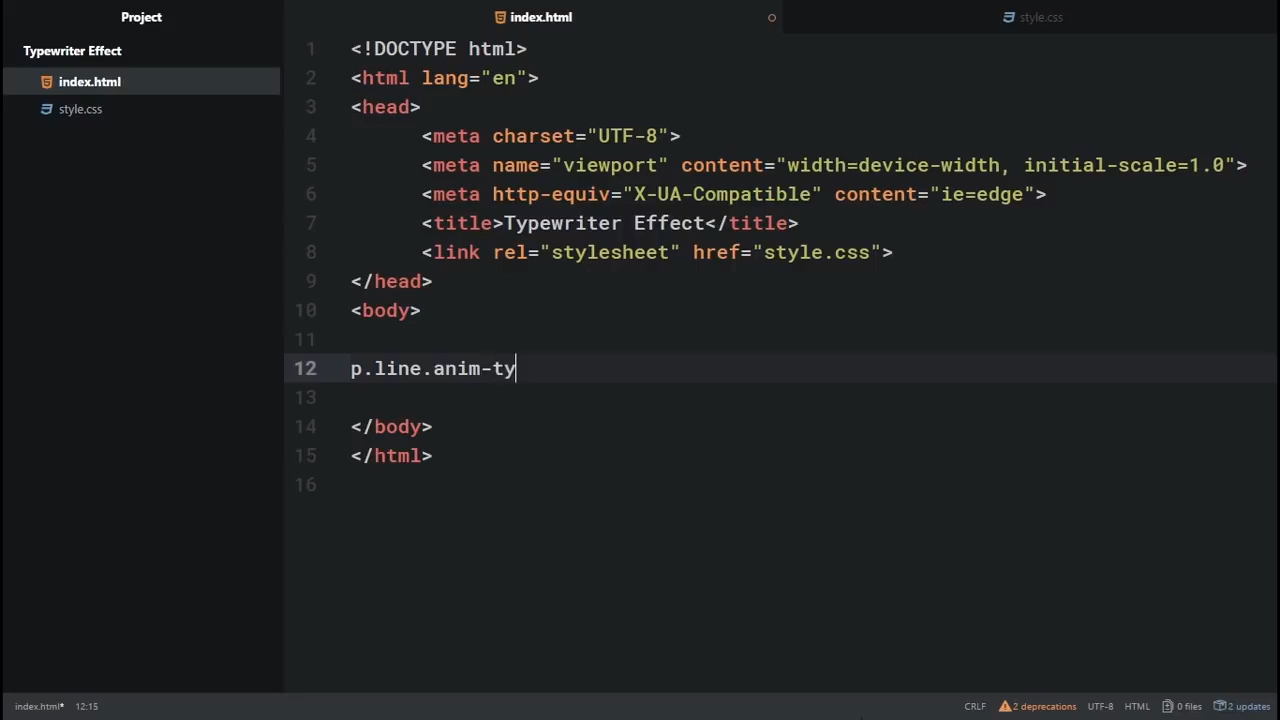 Project
Typewriter Effect
index.html
style.css
index.html
style.css
1 <!DOCTYPE html>
2 <html lang="en">
3 <head>
4 <meta charset="UTF-8">
5 <meta name="viewport" content="width=device-width, initial-scale=1.0">
6 <meta http-equiv="X-UA-Compatible" content="ie=edge">
7 <title>Typewriter Effect</title>
8 <link rel="stylesheet" href="style.css">
9 </head>
10 <body>
11
12 p.line.anim-ty
13
14 </body>
15 </html>
16
index.html* 12:15 CRLF 2 deprecations UTF-8 HTML 0 files 2 updates